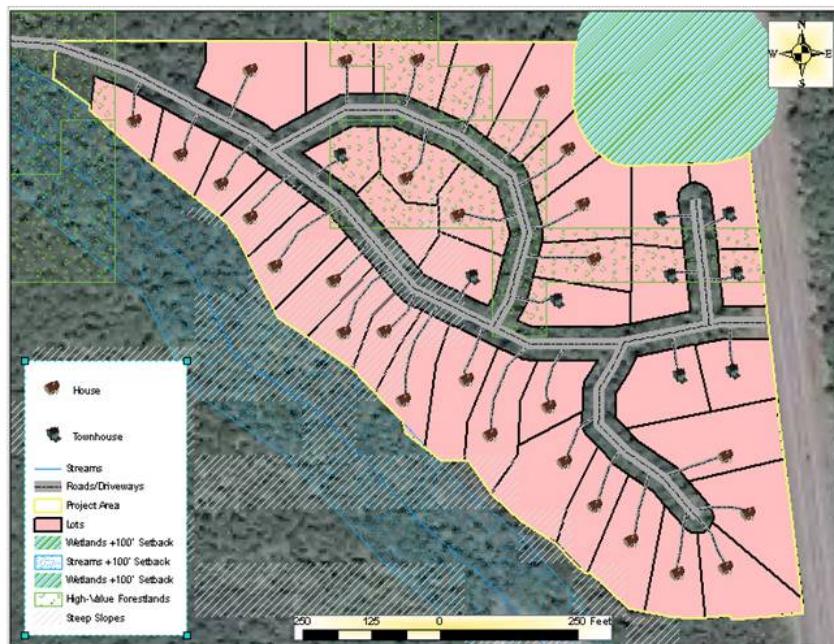 N
W E
S
House
Townhouse
Streams
Roads/Driveways
Project Area
Lots
Wetlands +100' Setback
Streams +100' Setback
Wetlands +100' Setback
High-Value Forestlands
Steep Slopes
250 125 0 250 Feet